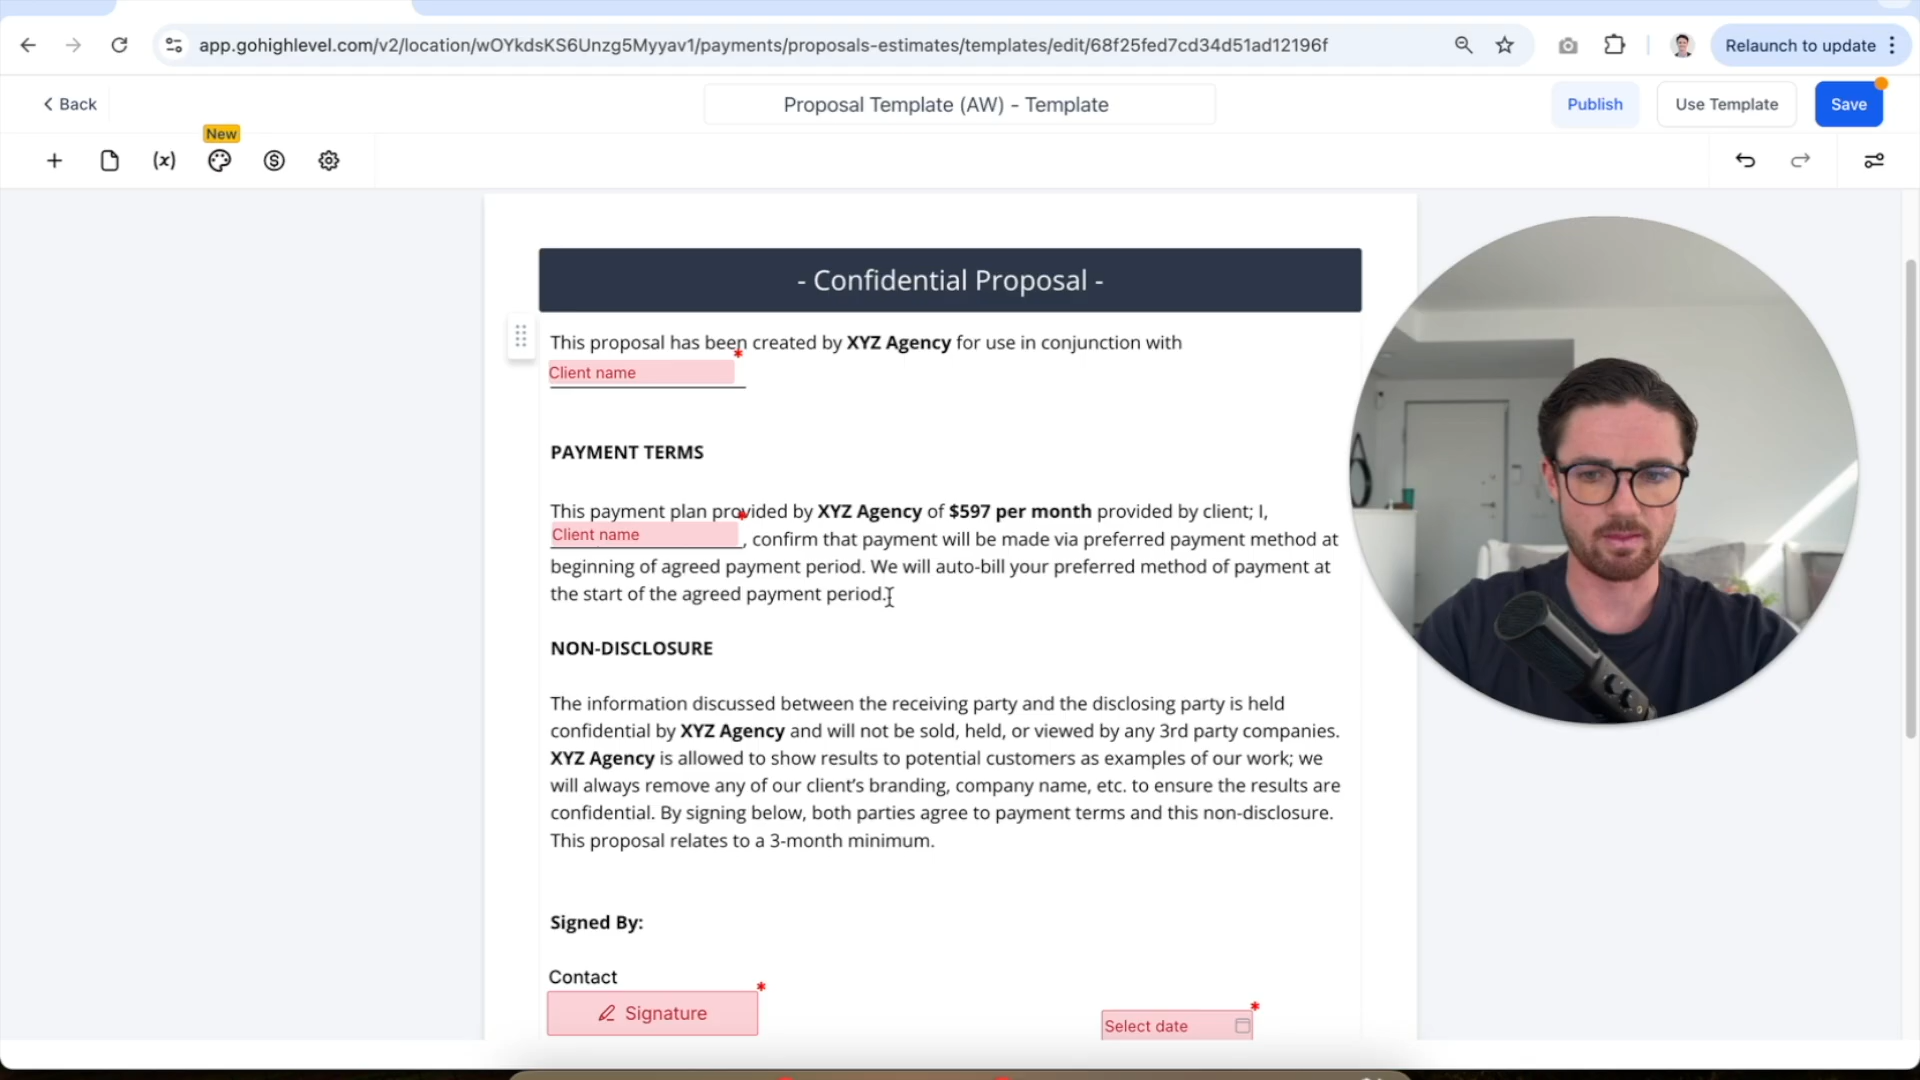 app.gohighlevel.com/v2/location/wOYkdsKS6Unzg5Myyav1/payments/proposals-estimates/templates/edit/68f25fed7cd34d51ad12196f
Relaunch to update
Back
Proposal Template (AW) - Template
Publish
Use Template
Save
New
(x)
- Confidential Proposal -
This proposal has been created by XYZ Agency for use in conjunction with
Client name *
PAYMENT TERMS
This payment plan provided by XYZ Agency of $597 per month provided by client; I,
Client name * , confirm that payment will be made via preferred payment method at
beginning of agreed payment period. We will auto-bill your preferred method of payment at
the start of the agreed payment period.
NON-DISCLOSURE
The information discussed between the receiving party and the disclosing party is held
confidential by XYZ Agency and will not be sold, held, or viewed by any 3rd party companies.
XYZ Agency is allowed to show results to potential customers as examples of our work; we
will always remove any of our client’s branding, company name, etc. to ensure the results are
confidential. By signing below, both parties agree to payment terms and this non-disclosure.
This proposal relates to a 3-month minimum.
Signed By:
Contact
Signature *
Select date *